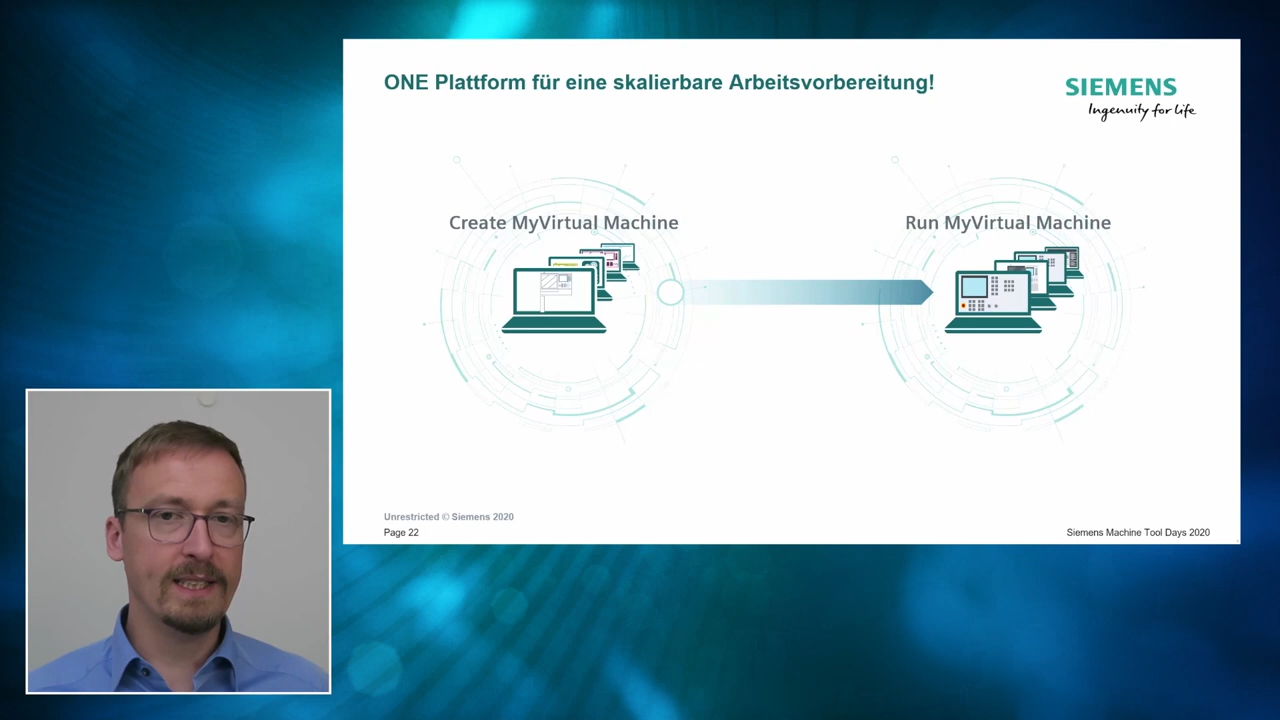 ONE Plattform für eine skalierbare Arbeitsvorbereitung!
SIEMENS
Ingenuity for life
Create MyVirtual Machine
Run MyVirtual Machine
Unrestricted © Siemens 2020
Page 22
Siemens Machine Tool Days 2020